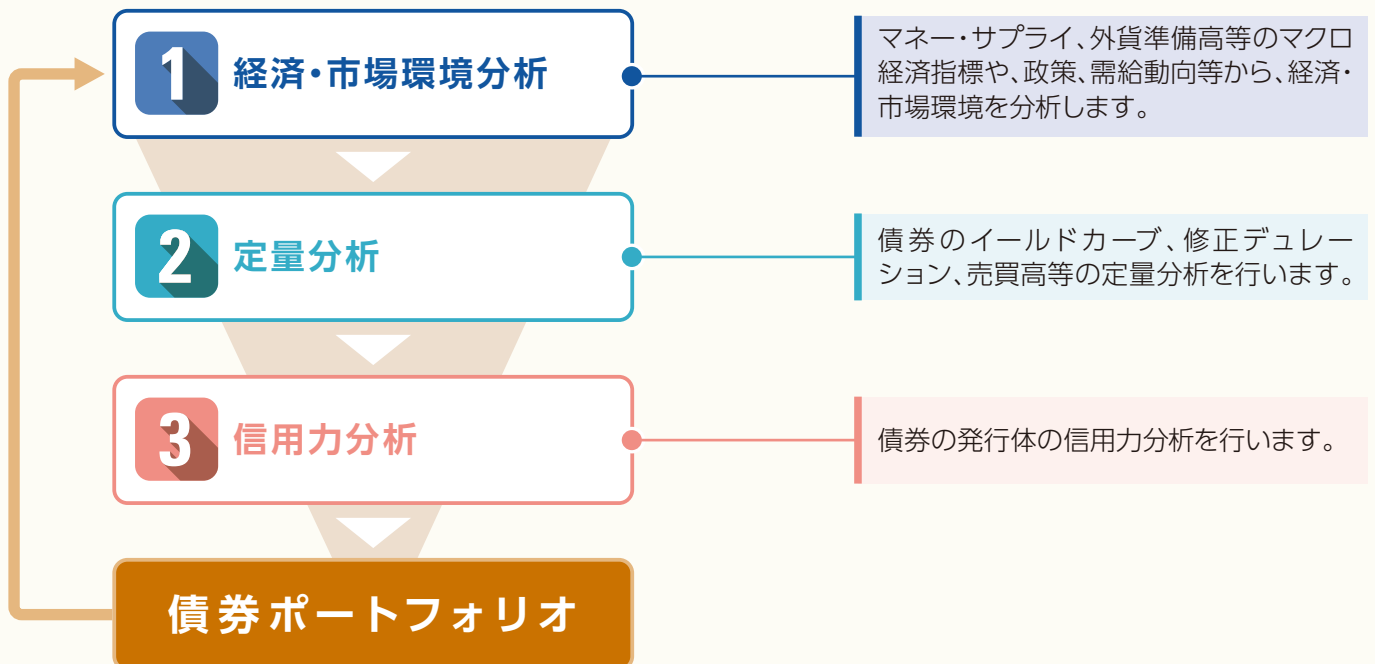 1
経済・市場環境分析
マネー・サプライ、外貨準備高等のマクロ
経済指標や、政策、需給動向等から、経済・
市場環境を分析します。
2
定量分析
債券のイールドカーブ、修正デュレー
ション、売買高等の定量分析を行います。
3
信用力分析
債券の発行体の信用力分析を行います。
債券ポートフォリオ